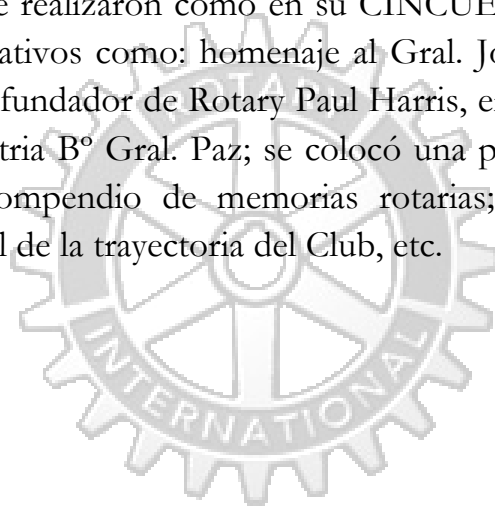 e realizaron como en su CINCUE
ativos como: homenaje al Gral. Jo
fundador de Rotary Paul Harris, e
tria Bº Gral. Paz; se colocó una p
ompendio de memorias rotarias;
l de la trayectoria del Club, etc.
ROTARY
INTERNATIONAL